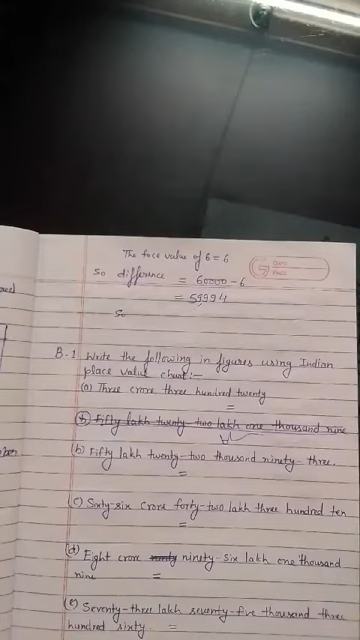 The face value of 6 = 6
So difference = 60000 - 6
= 59994
So
B-1 Write the following in figures using Indian
place value chart:-
(a) Three crore three hundred twenty
=
(b) Fifty lakh twenty-two lakh one thousand nine
(b) Fifty lakh twenty-two thousand ninety-three.
=
(c) Sixty-six crore forty-two lakh three hundred ten
=
(d) Eight crore ninty ninety-six lakh one thousand
nine =
(e) Seventy-three lakh seventy-five thousand three
hundred sixty. =